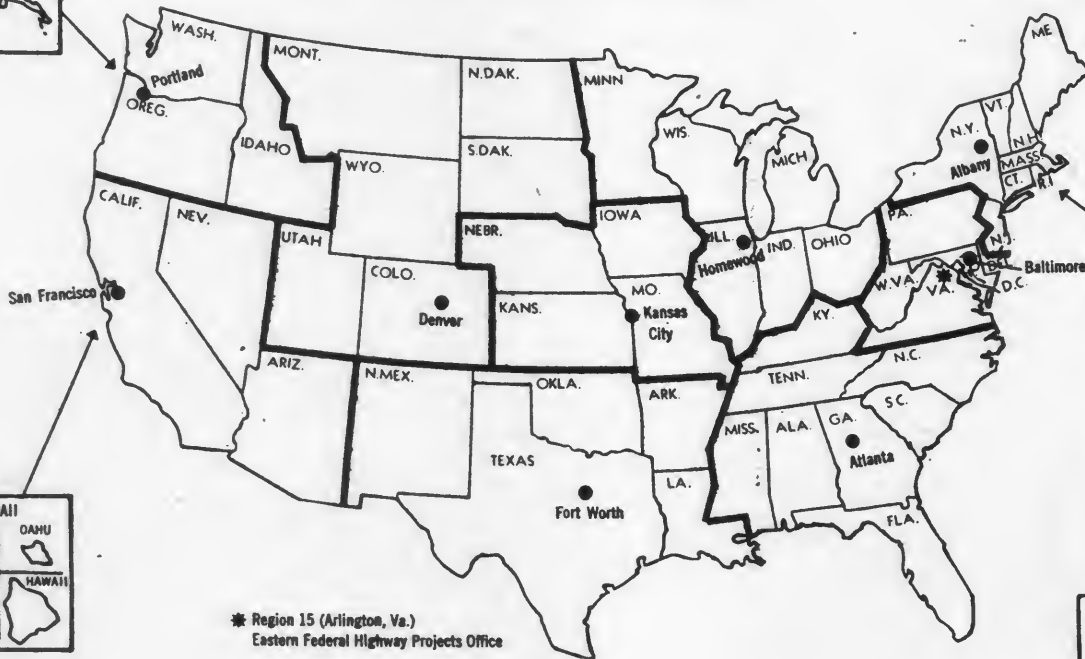 WASH.
MONT.
N.DAK.
MINN
ME
Portland
OREG.
IDAHO
WYO.
S.DAK.
WIS.
MICH
N.Y.
VT.
N.H
Albany
MASS.
CT.
R.I
CALIF.
NEV.
UTAH
NEBR.
IOWA
ILL.
Homewood
IND.
OHIO
PA.
N.J.
San Francisco
COLO.
Denver
KANS.
MO.
Kansas
City
KY.
W.VA.
VA.
DEL.
D.C.
Baltimore
ARIZ.
N.MEX.
OKLA.
ARK.
TENN.
N.C.
S.C.
TEXAS
Fort Worth
LA.
MISS.
ALA.
GA.
Atlanta
FLA.
AII
OAHU
HAWAII
✷ Region 15 (Arlington, Va.)
Eastern Federal Highway Projects Office